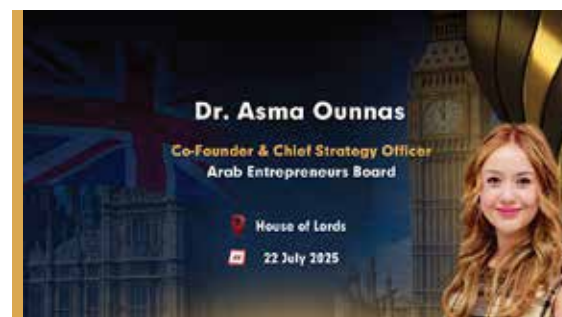 Dr. Asma Ounnas
Co-Founder & Chief Strategy Officer
Arab Entrepreneurs Board
House of Lords
22 July 2025